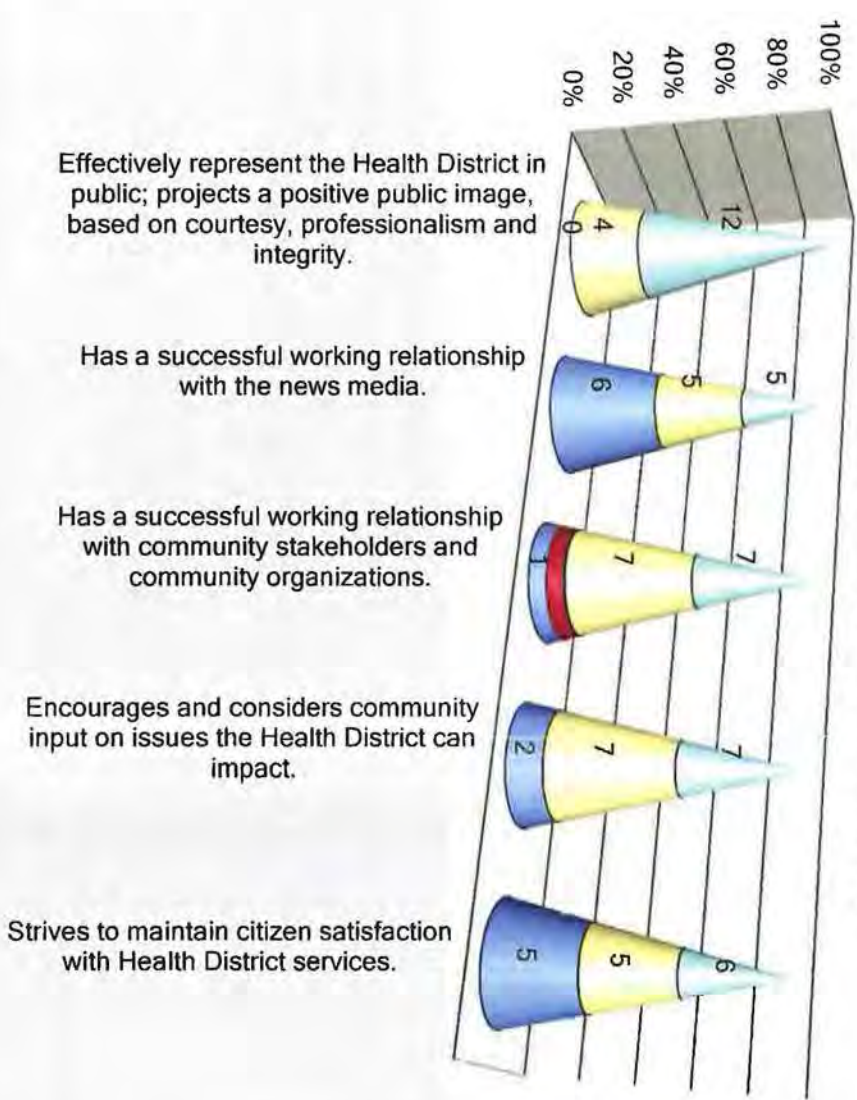 100%
80%
60%
40%
20%
0%
Effectively represent the Health District in
public; projects a positive public image,
based on courtesy, professionalism and
integrity.
0
4
12
Has a successful working relationship
with the news media.
6
5
5
Has a successful working relationship
with community stakeholders and
community organizations.
1
7
7
Encourages and considers community
input on issues the Health District can
impact.
2
7
7
Strives to maintain citizen satisfaction
with Health District services.
5
5
6